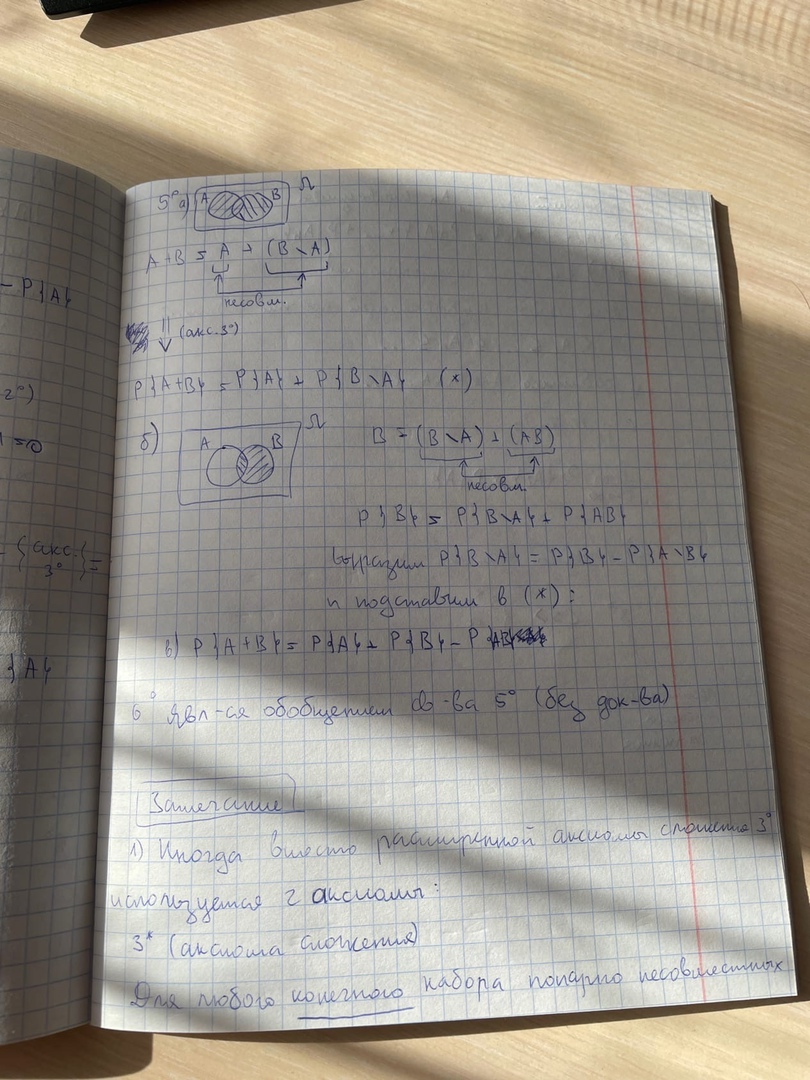 - P{A}
2°)
{акс. 3°} =
{A}
5° а) A B Ω
A + B = A + (B \ A)
несовм.
(акс. 3°)
P{A+B} = P{A} + P{B \ A} (*)
б) A B Ω
B = (B \ A) + (AB)
несовм.
P{B} = P{B\A} + P{AB}
выразим P{B\A} = P{B} - P{A\B}
и подставим в (*):
в) P{A+B} = P{A} + P{B} - P{AB}
6° явл-ся обобщением св-ва 5° (без док-ва)
Замечание
1) Иногда вместо расширенной аксиомы сложения 3°
используется 2 аксиомы:
3* (аксиома сложения)
Для любого конечного набора попарно несовместных